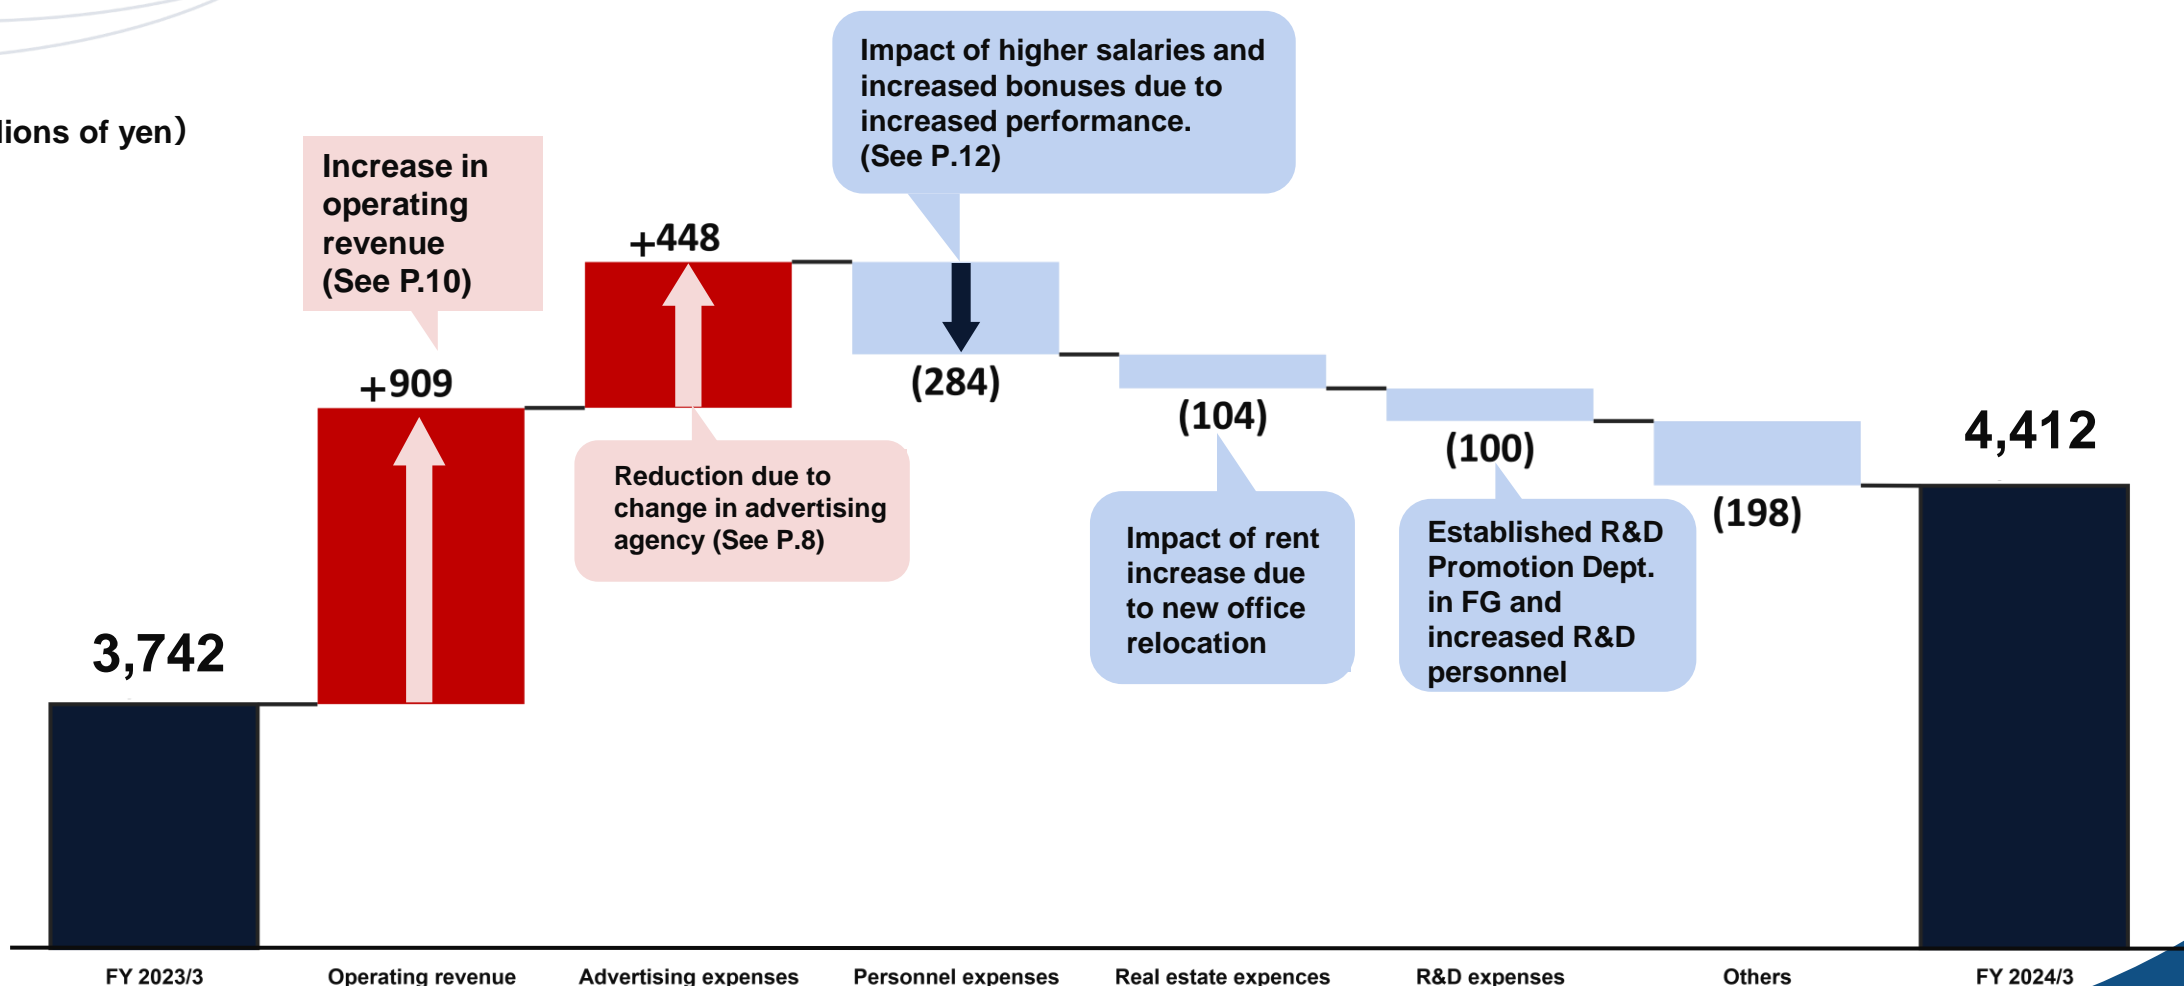 lions of yen）
Increase in
operating
revenue
(See P.10)
Impact of higher salaries and
increased bonuses due to
increased performance.
(See P.12)
+909
+448
(284)
(104)
(100)
(198)
3,742
4,412
Reduction due to
change in advertising
agency (See P.8)
Impact of rent
increase due
to new office
relocation
Established R&D
Promotion Dept.
in FG and
increased R&D
personnel
FY 2023/3
Operating revenue
Advertising expenses
Personnel expenses
Real estate expences
R&D expenses
Others
FY 2024/3